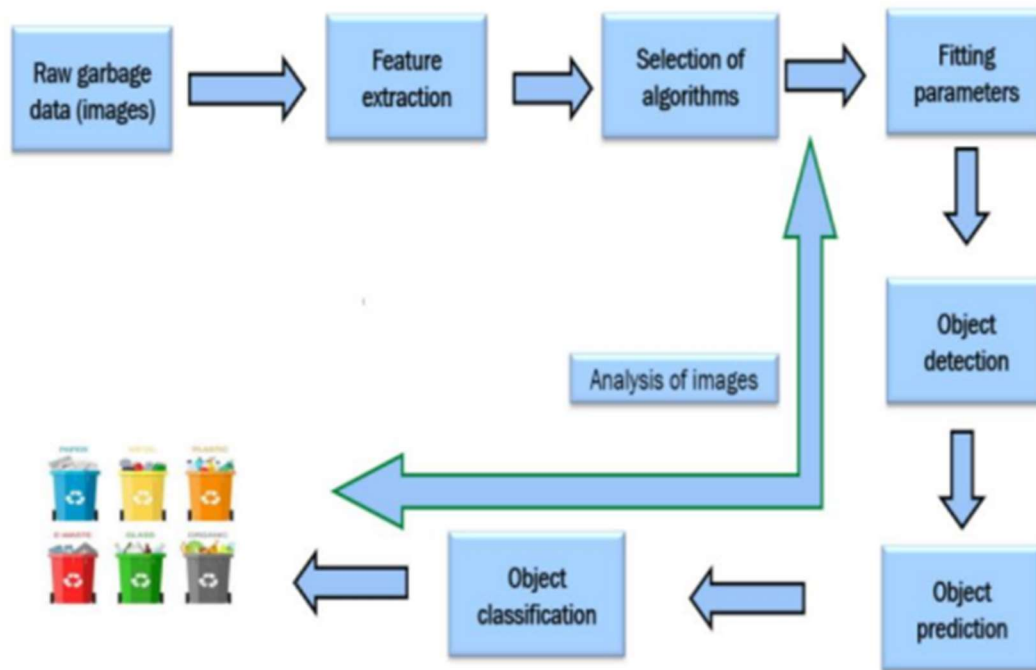 Raw garbage
data (images)
Feature
extraction
Selection of
algorithms
Fitting
parameters
Object
detection
Analysis of images
PAPER
METAL
PLASTIC
E-WASTE
GLASS
ORGANIC
Object
classification
Object
prediction